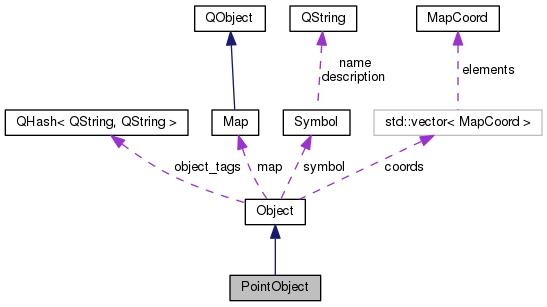 QObject
QString
MapCoord
name
description
elements
QHash< QString, QString >
Map
Symbol
std::vector< MapCoord >
object_tags
map
symbol
coords
Object
PointObject